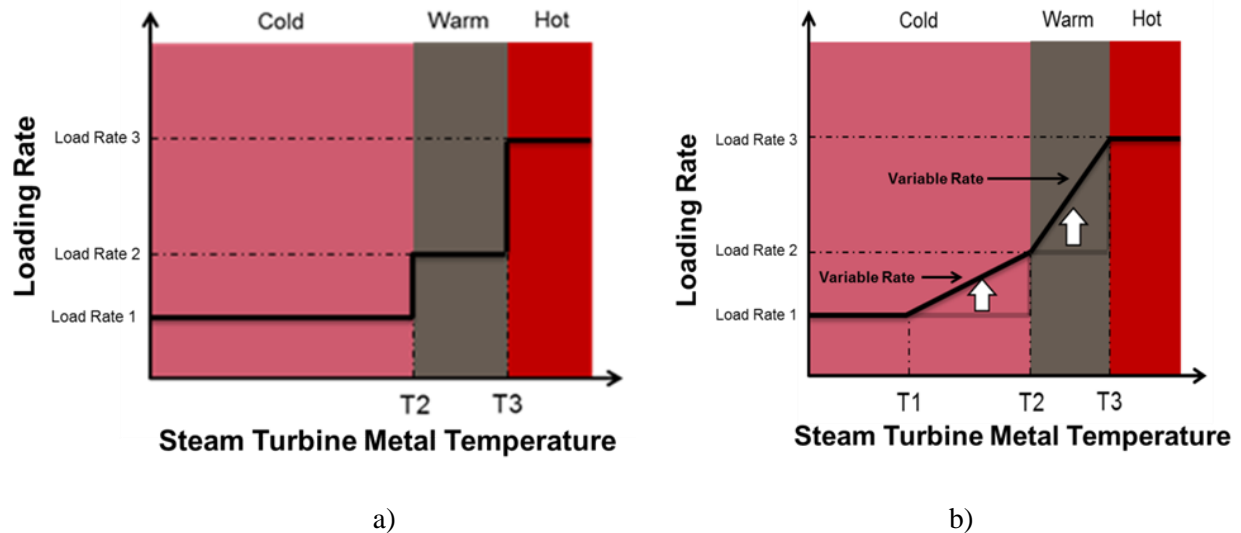 Cold Warm Hot
Loading Rate
Load Rate 3
Load Rate 2
Load Rate 1
T2 T3
Steam Turbine Metal Temperature
a)
Cold Warm Hot
Loading Rate
Load Rate 3
Variable Rate
Load Rate 2
Variable Rate
Load Rate 1
T1 T2 T3
Steam Turbine Metal Temperature
b)